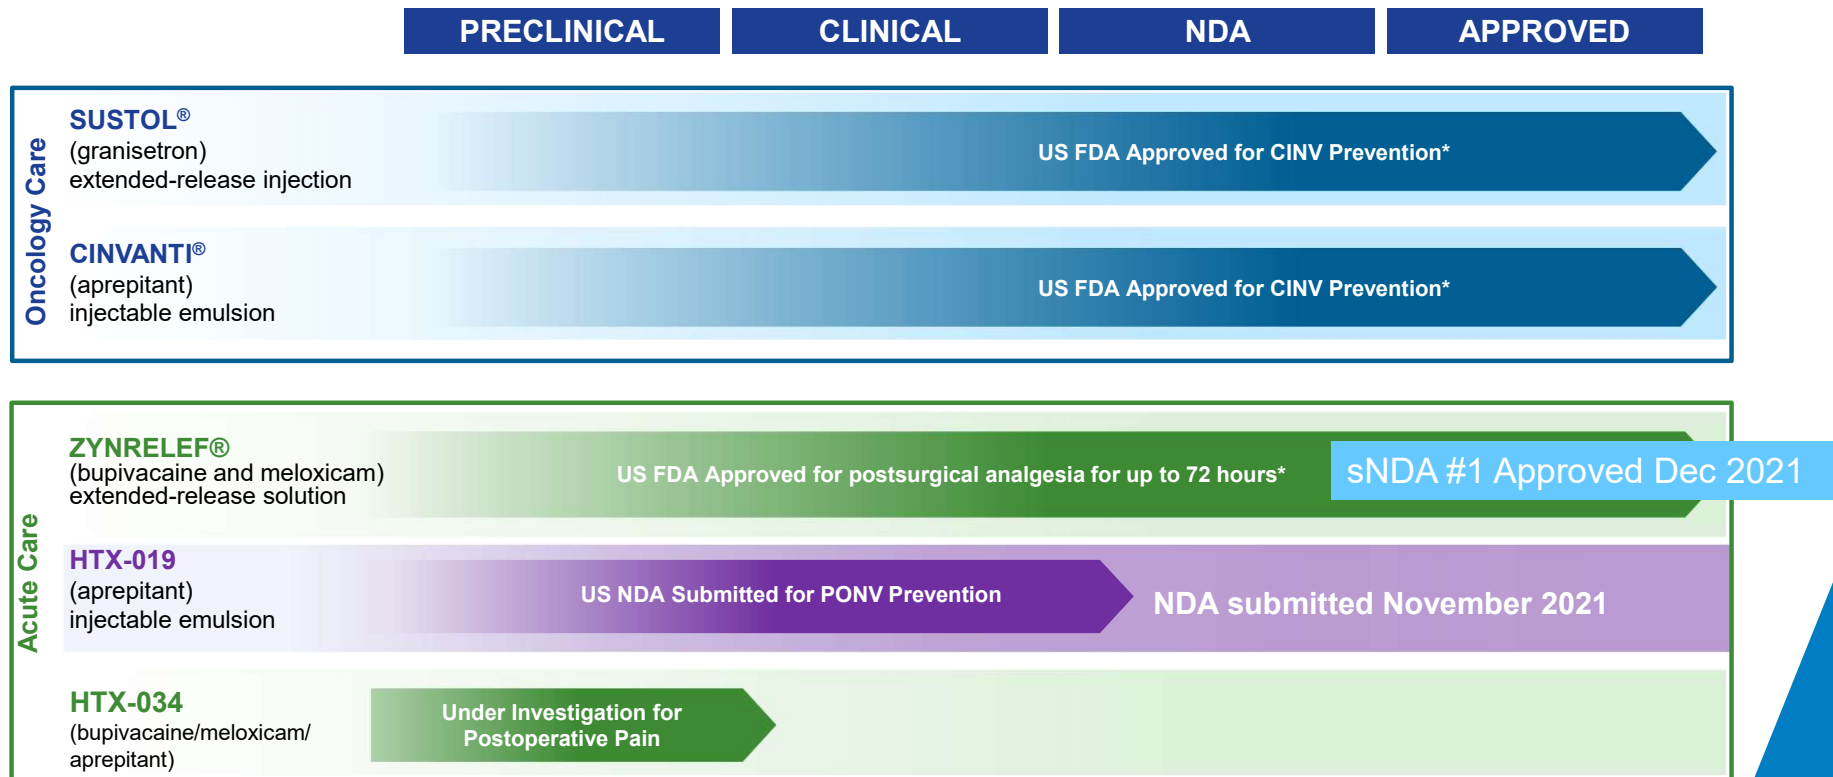 PRECLINICAL CLINICAL NDA APPROVED
Oncology Care
SUSTOL®
(granisetron)
extended-release injection
US FDA Approved for CINV Prevention*
CINVANTI®
(aprepitant)
injectable emulsion
US FDA Approved for CINV Prevention*
Acute Care
ZYNRELEF®
(bupivacaine and meloxicam)
extended-release solution
US FDA Approved for postsurgical analgesia for up to 72 hours*
sNDA #1 Approved Dec 2021
HTX-019
(aprepitant)
injectable emulsion
US NDA Submitted for PONV Prevention
NDA submitted November 2021
HTX-034
(bupivacaine/meloxicam/
aprepitant)
Under Investigation for
Postoperative Pain